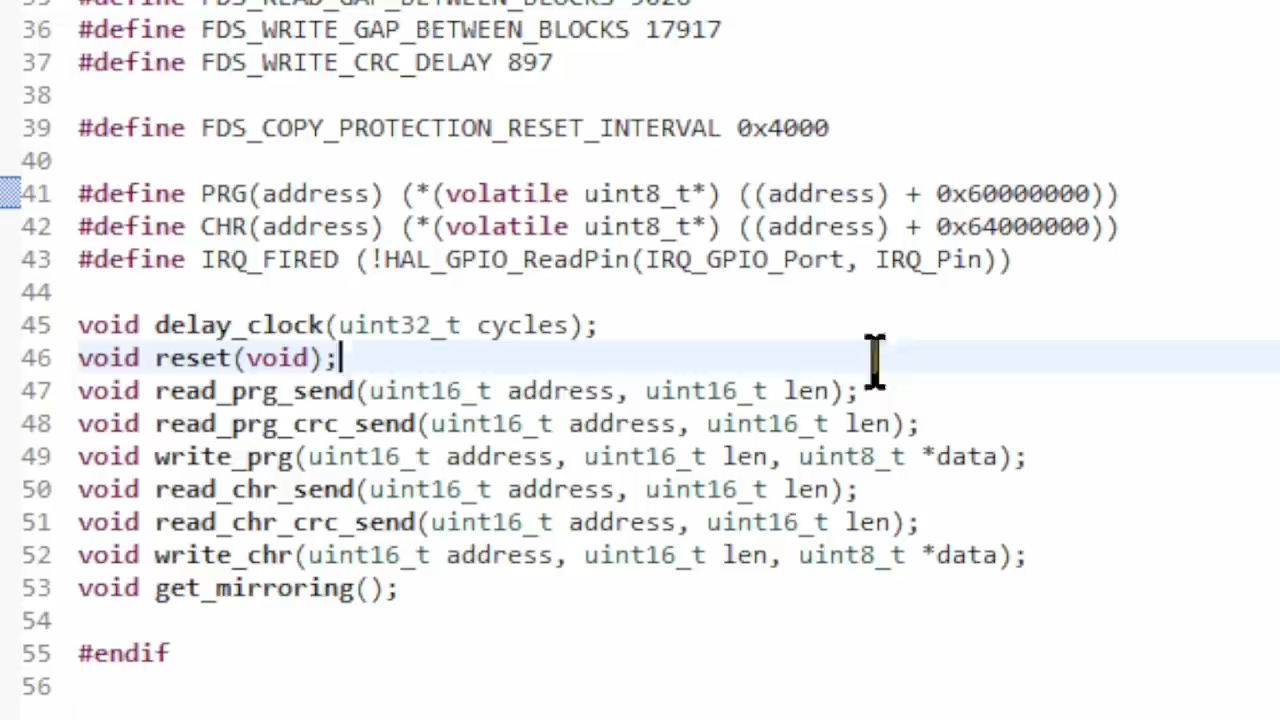 36 #define FDS_WRITE_GAP_BETWEEN_BLOCKS 17917
37 #define FDS_WRITE_CRC_DELAY 897
38
39 #define FDS_COPY_PROTECTION_RESET_INTERVAL 0x4000
40
41 #define PRG(address) (*(volatile uint8_t*) ((address) + 0x60000000))
42 #define CHR(address) (*(volatile uint8_t*) ((address) + 0x64000000))
43 #define IRQ_FIRED (!HAL_GPIO_ReadPin(IRQ_GPIO_Port, IRQ_Pin))
44
45 void delay_clock(uint32_t cycles);
46 void reset(void);
47 void read_prg_send(uint16_t address, uint16_t len);
48 void read_prg_crc_send(uint16_t address, uint16_t len);
49 void write_prg(uint16_t address, uint16_t len, uint8_t *data);
50 void read_chr_send(uint16_t address, uint16_t len);
51 void read_chr_crc_send(uint16_t address, uint16_t len);
52 void write_chr(uint16_t address, uint16_t len, uint8_t *data);
53 void get_mirroring();
54
55 #endif
56